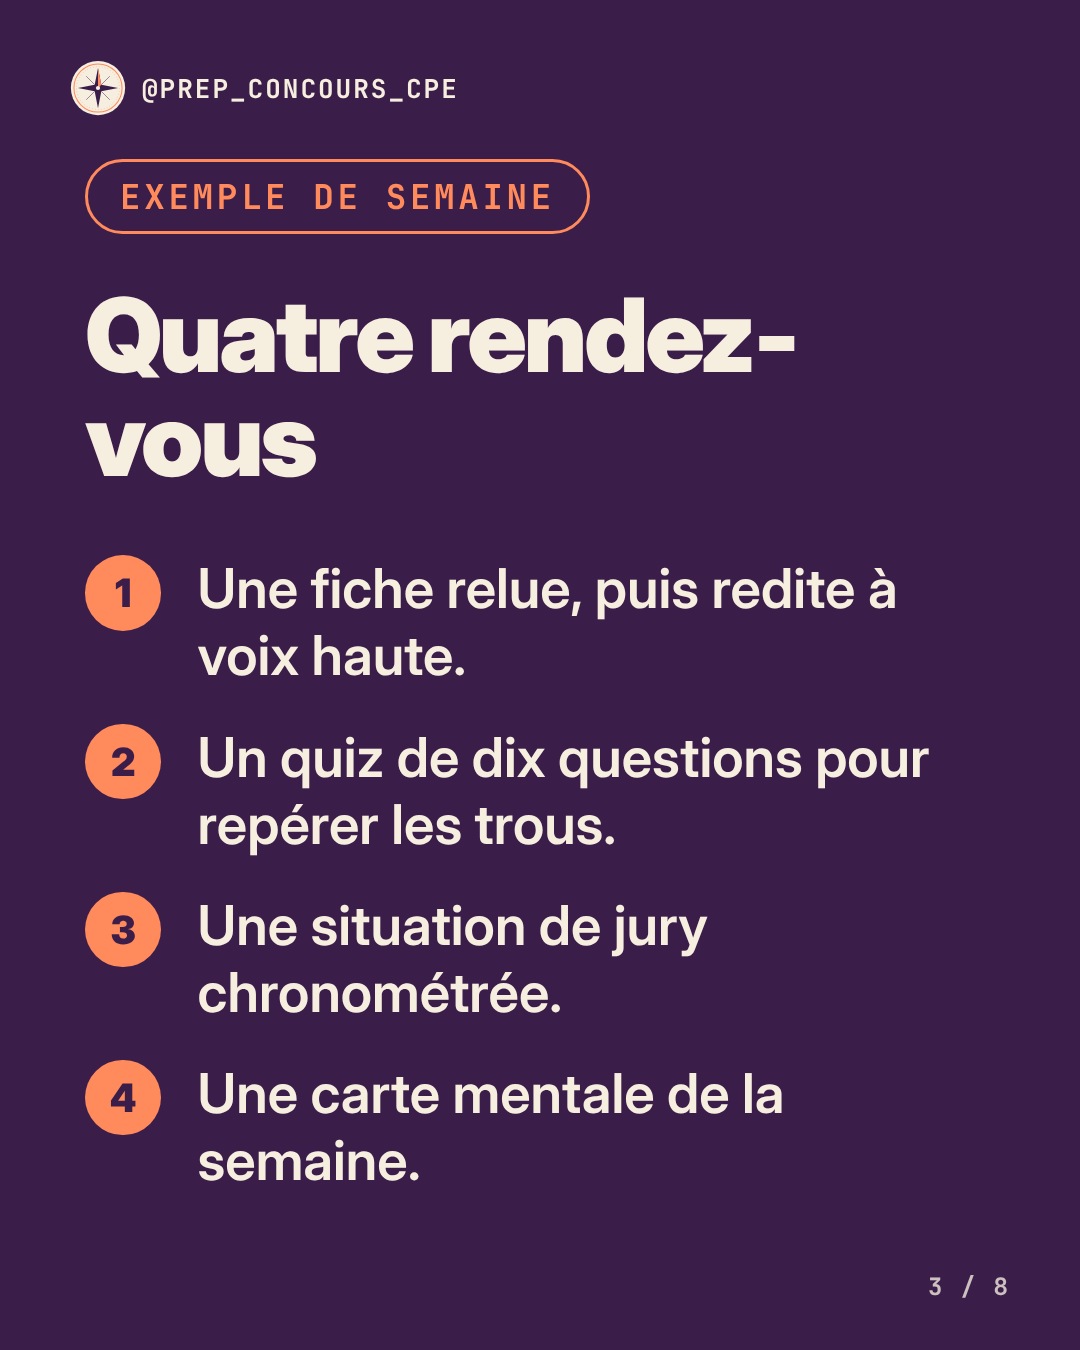 @PREP_CONCOURS_CPE
EXEMPLE DE SEMAINE
Quatre rendez-
vous
1 Une fiche relue, puis redite à
voix haute.
2 Un quiz de dix questions pour
repérer les trous.
3 Une situation de jury
chronométrée.
4 Une carte mentale de la
semaine.
3 / 8